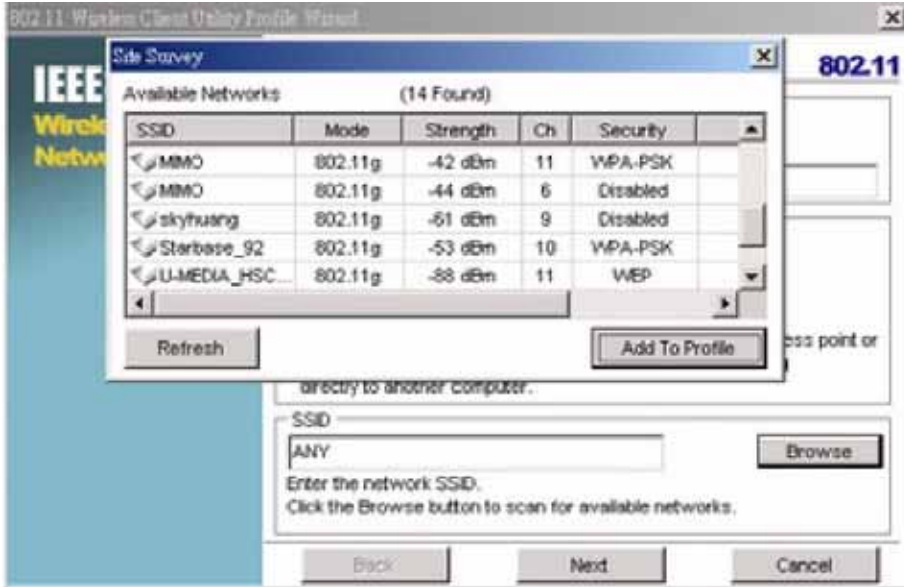 802.11 Wireless Client Utility Profile Wizard
Site Survey
IEEE
802.11
Available Networks (14 Found)
SSID Mode Strength Ch Security
MIMO 802.11g -42 dBm 11 WPA-PSK
MIMO 802.11g -44 dBm 6 Disabled
skyhuang 802.11g -61 dBm 9 Disabled
Starbase_92 802.11g -53 dBm 10 WPA-PSK
U-MEDIA_HSC... 802.11g -88 dBm 11 WEP
Refresh Add To Profile
ess point or
directly to another computer.
SSID
ANY Browse
Enter the network SSID.
Click the Browse button to scan for available networks.
Back Next Cancel